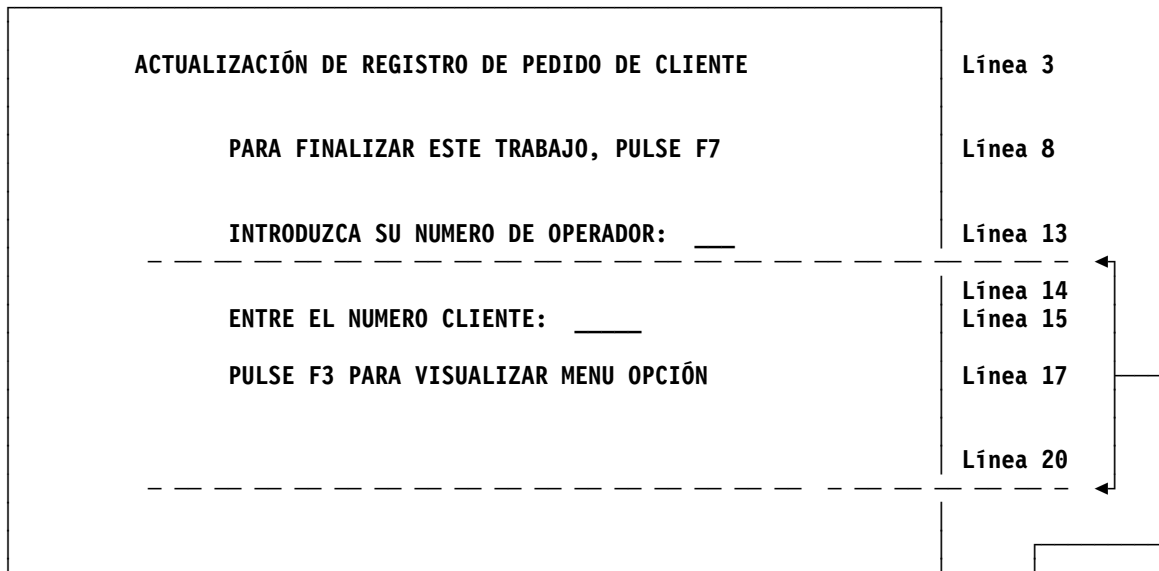 ACTUALIZACIÓN DE REGISTRO DE PEDIDO DE CLIENTE Línea 3
PARA FINALIZAR ESTE TRABAJO, PULSE F7 Línea 8
INTRODUZCA SU NUMERO DE OPERADOR: ___ Línea 13
Línea 14
ENTRE EL NUMERO CLIENTE: _____ Línea 15
PULSE F3 PARA VISUALIZAR MENU OPCIÓN Línea 17
Línea 20